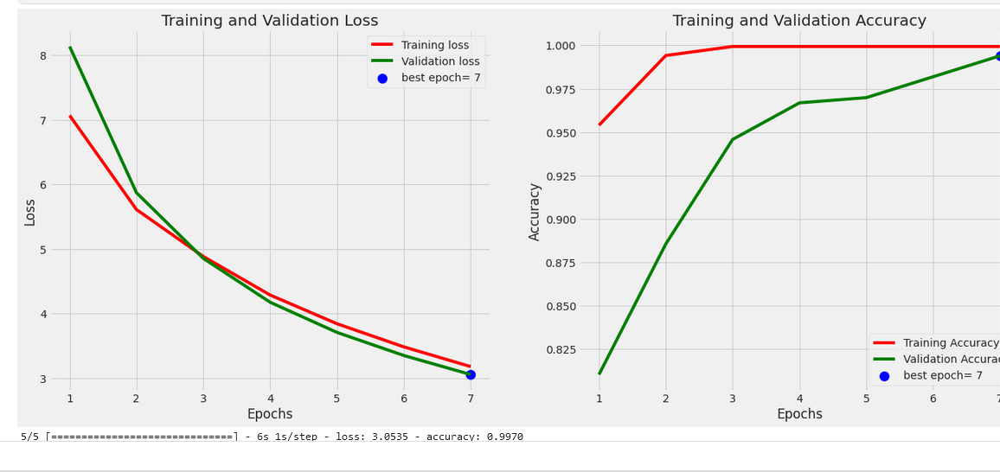 Training and Validation Loss
8
7
6
5
4
3
Loss
Training loss
Validation loss
best epoch= 7
1 2 3 4 5 6 7
Epochs
Training and Validation Accuracy
1.000
0.975
0.950
0.925
0.900
0.875
0.850
0.825
Accuracy
Training Accuracy
Validation Accurac
best epoch= 7
1 2 3 4 5 6 7
Epochs
5/5 [==============================] - 6s 1s/step - loss: 3.0535 - accuracy: 0.9970